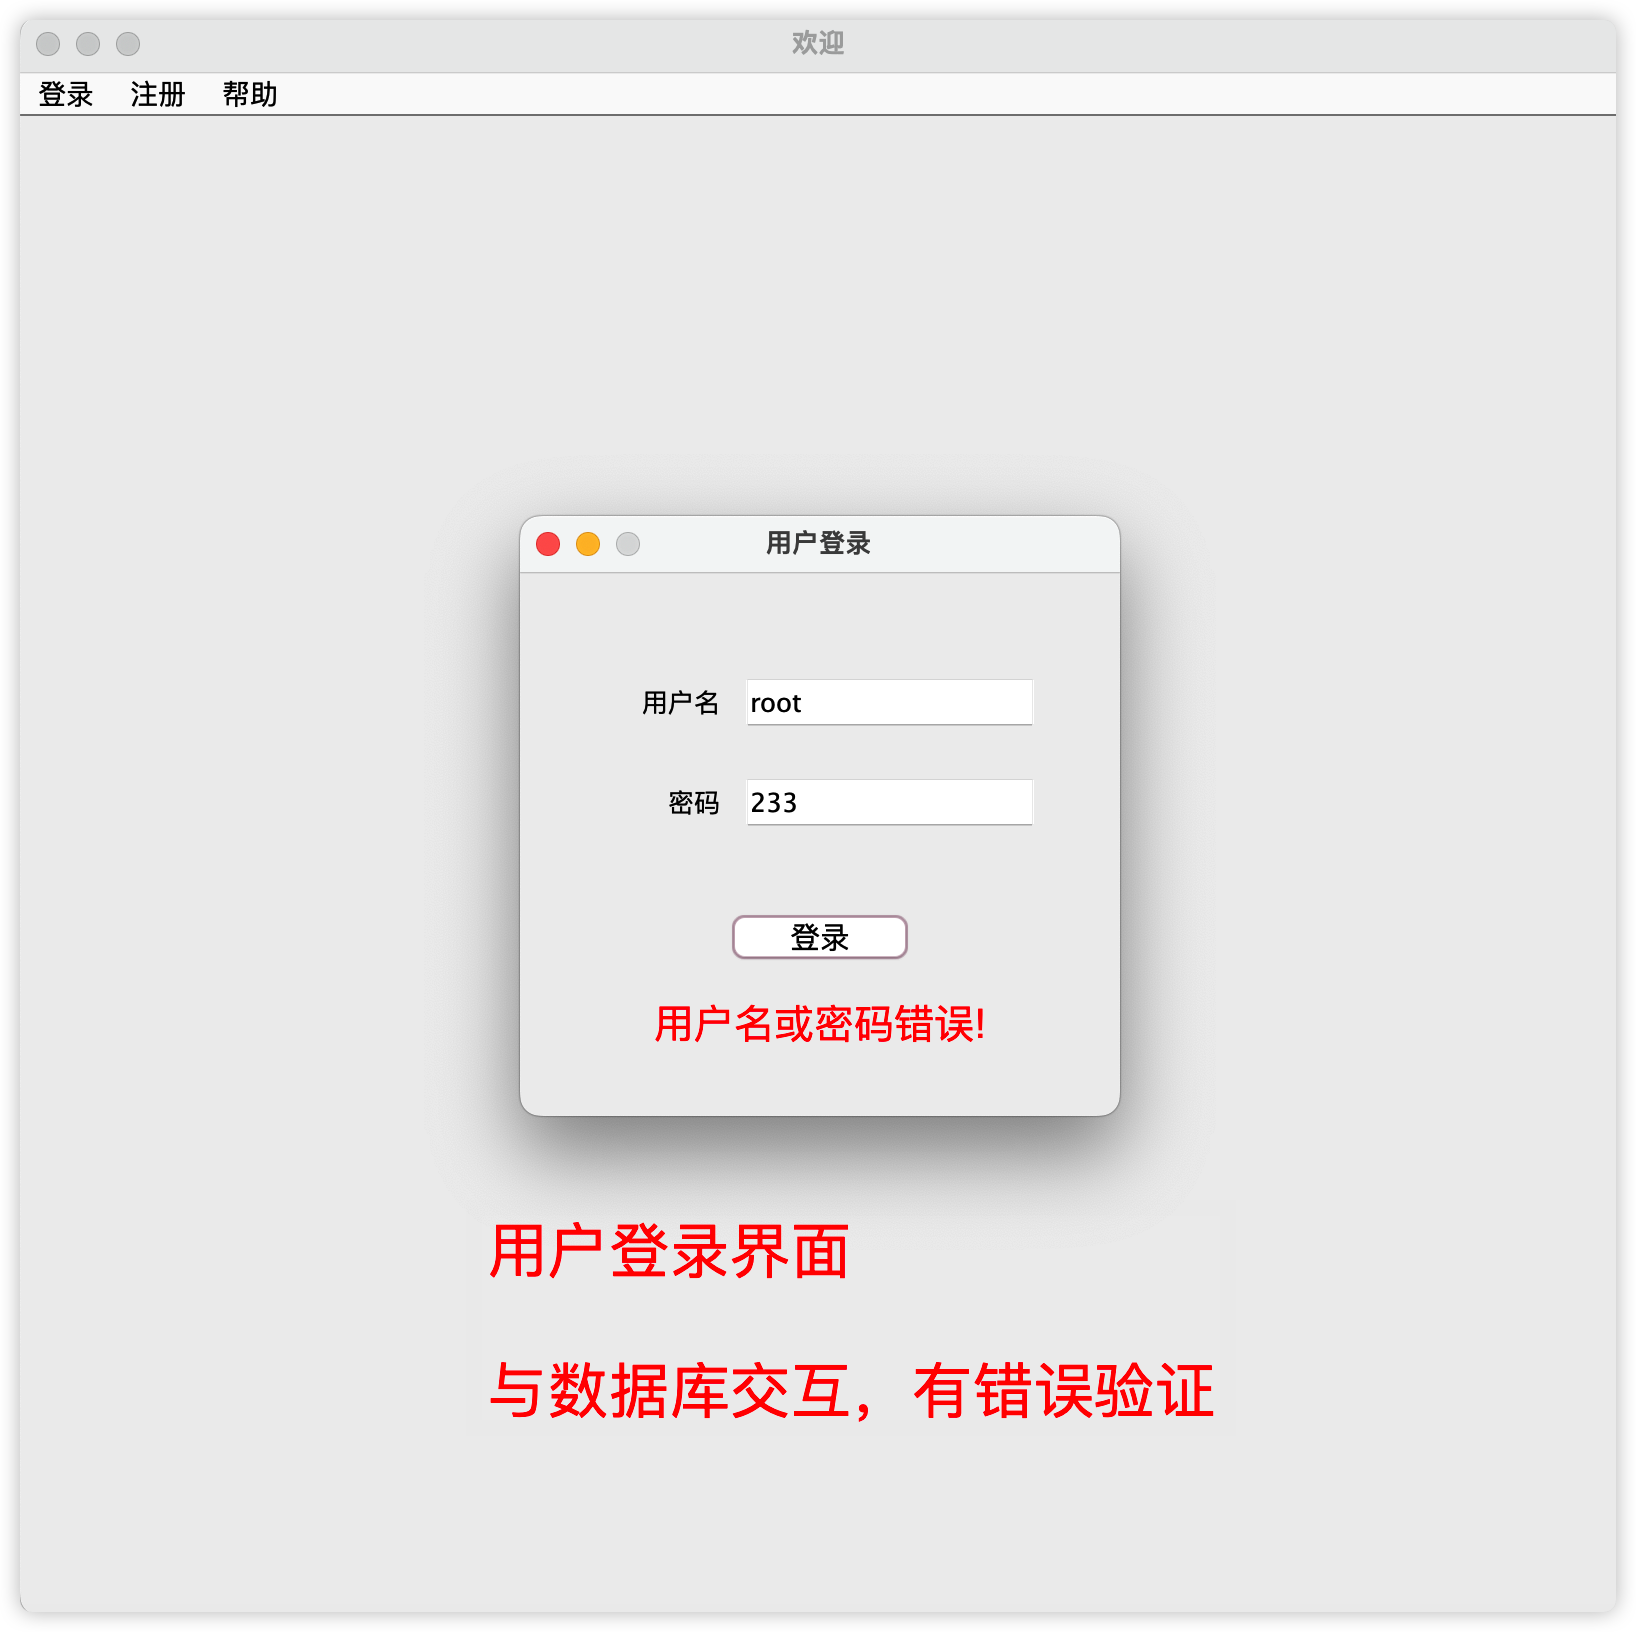 欢迎
登录 注册 帮助
用户登录
用户名 root
密码 233
登录
用户名或密码错误!
用户登录界面
与数据库交互，有错误验证